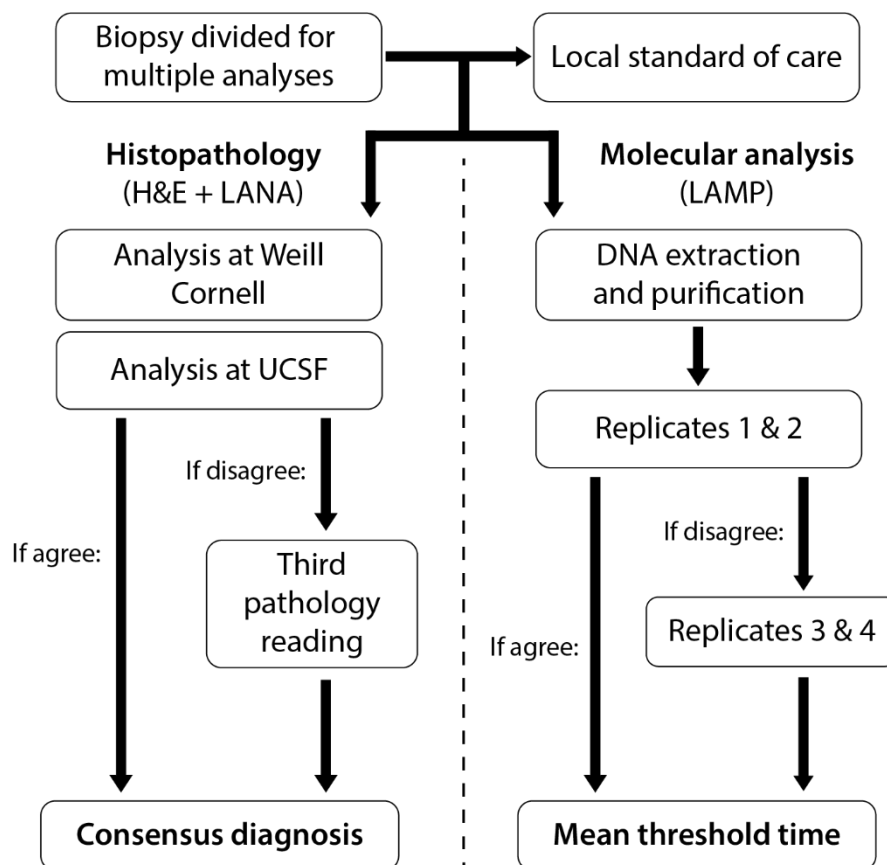 Biopsy divided for
multiple analyses
Local standard of care
Histopathology
(H&E + LANA)
Analysis at Weill
Cornell
Analysis at UCSF
If agree:
If disagree:
Third
pathology
reading
Consensus diagnosis
Molecular analysis
(LAMP)
DNA extraction
and purification
Replicates 1 & 2
If agree:
If disagree:
Replicates 3 & 4
Mean threshold time